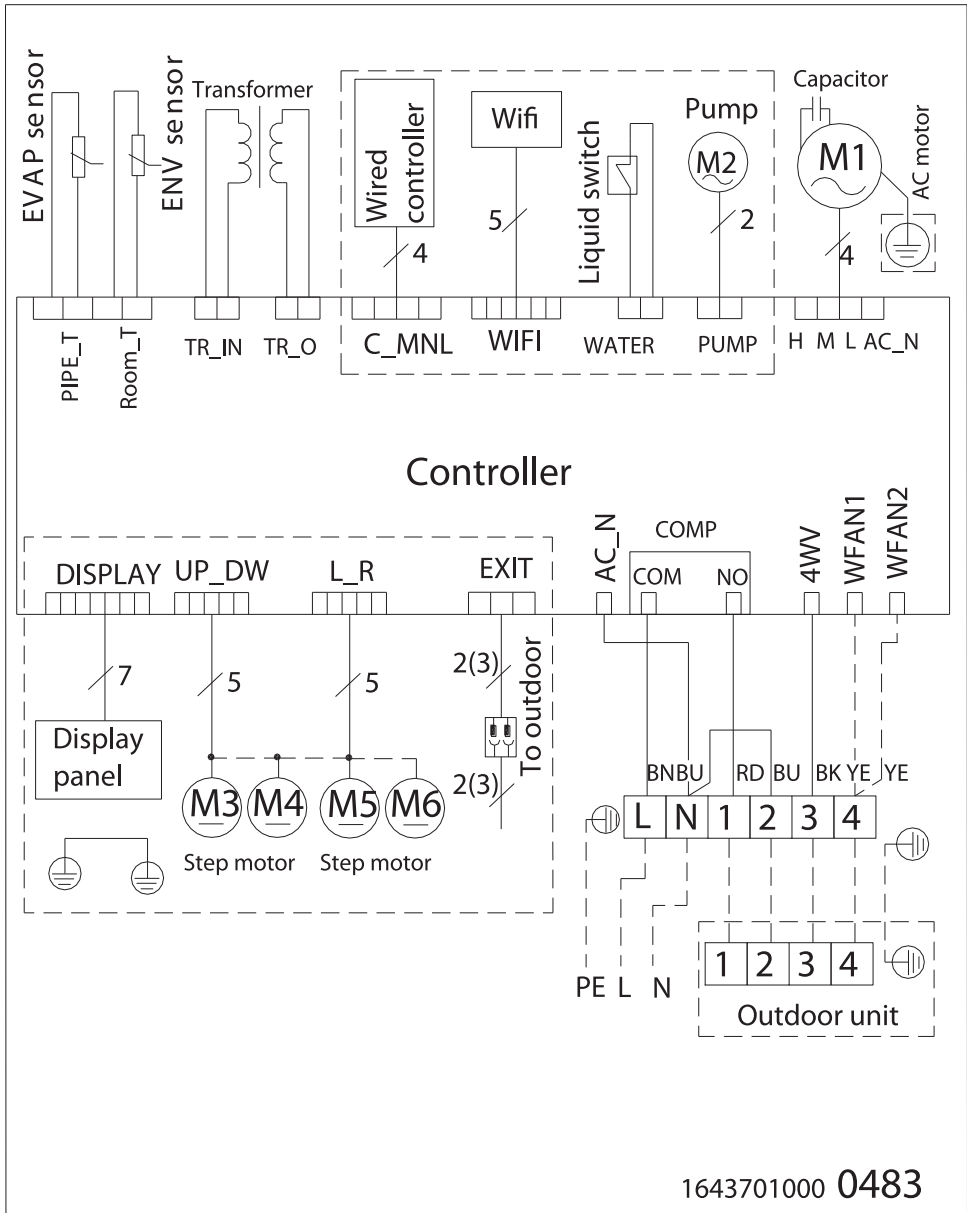 EVAP sensor
ENV sensor
Transformer
Wired
controller
4
Wifi
5
Liquid switch
Pump
M2
2
Capacitor
M1
AC motor
4
PIPE_T
Room_T
TR_IN
TR_O
C_MNL
WIFI
WATER
PUMP
H M L AC_N
Controller
DISPLAY
UP_DW
L_R
EXIT
AC_N
COMP
COM
NO
4WV
WFAN1
WFAN2
7
5
5
2(3)
To outdoor
2(3)
Display
panel
M3
M4
M5
M6
Step motor
Step motor
BN BU RD BU BK YE YE
L N 1 2 3 4
PE L N
1 2 3 4
Outdoor unit
1643701000 0483